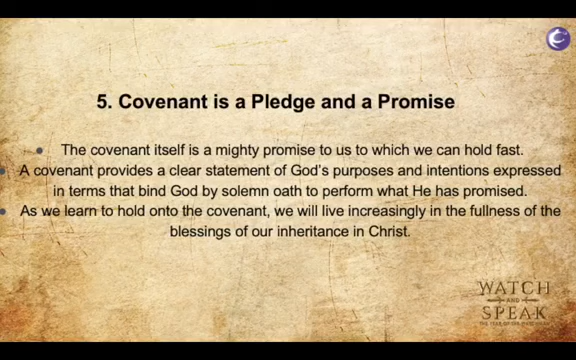 5. Covenant is a Pledge and a Promise
The covenant itself is a mighty promise to us to which we can hold fast.
A covenant provides a clear statement of God's purposes and intentions expressed
in terms that bind God by solemn oath to perform what He has promised.
As we learn to hold onto the covenant, we will live increasingly in the fullness of the
blessings of our inheritance in Christ.
WATCH
AND
SPEAK